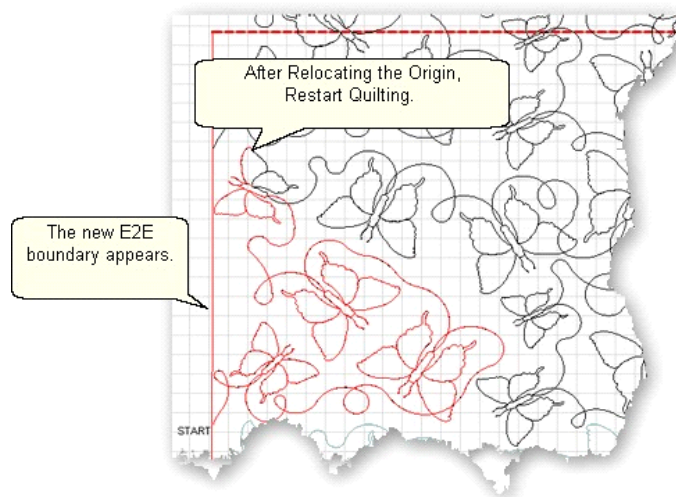 After Relocating the Origin,
Restart Quilting.
The new E2E
boundary appears.
START